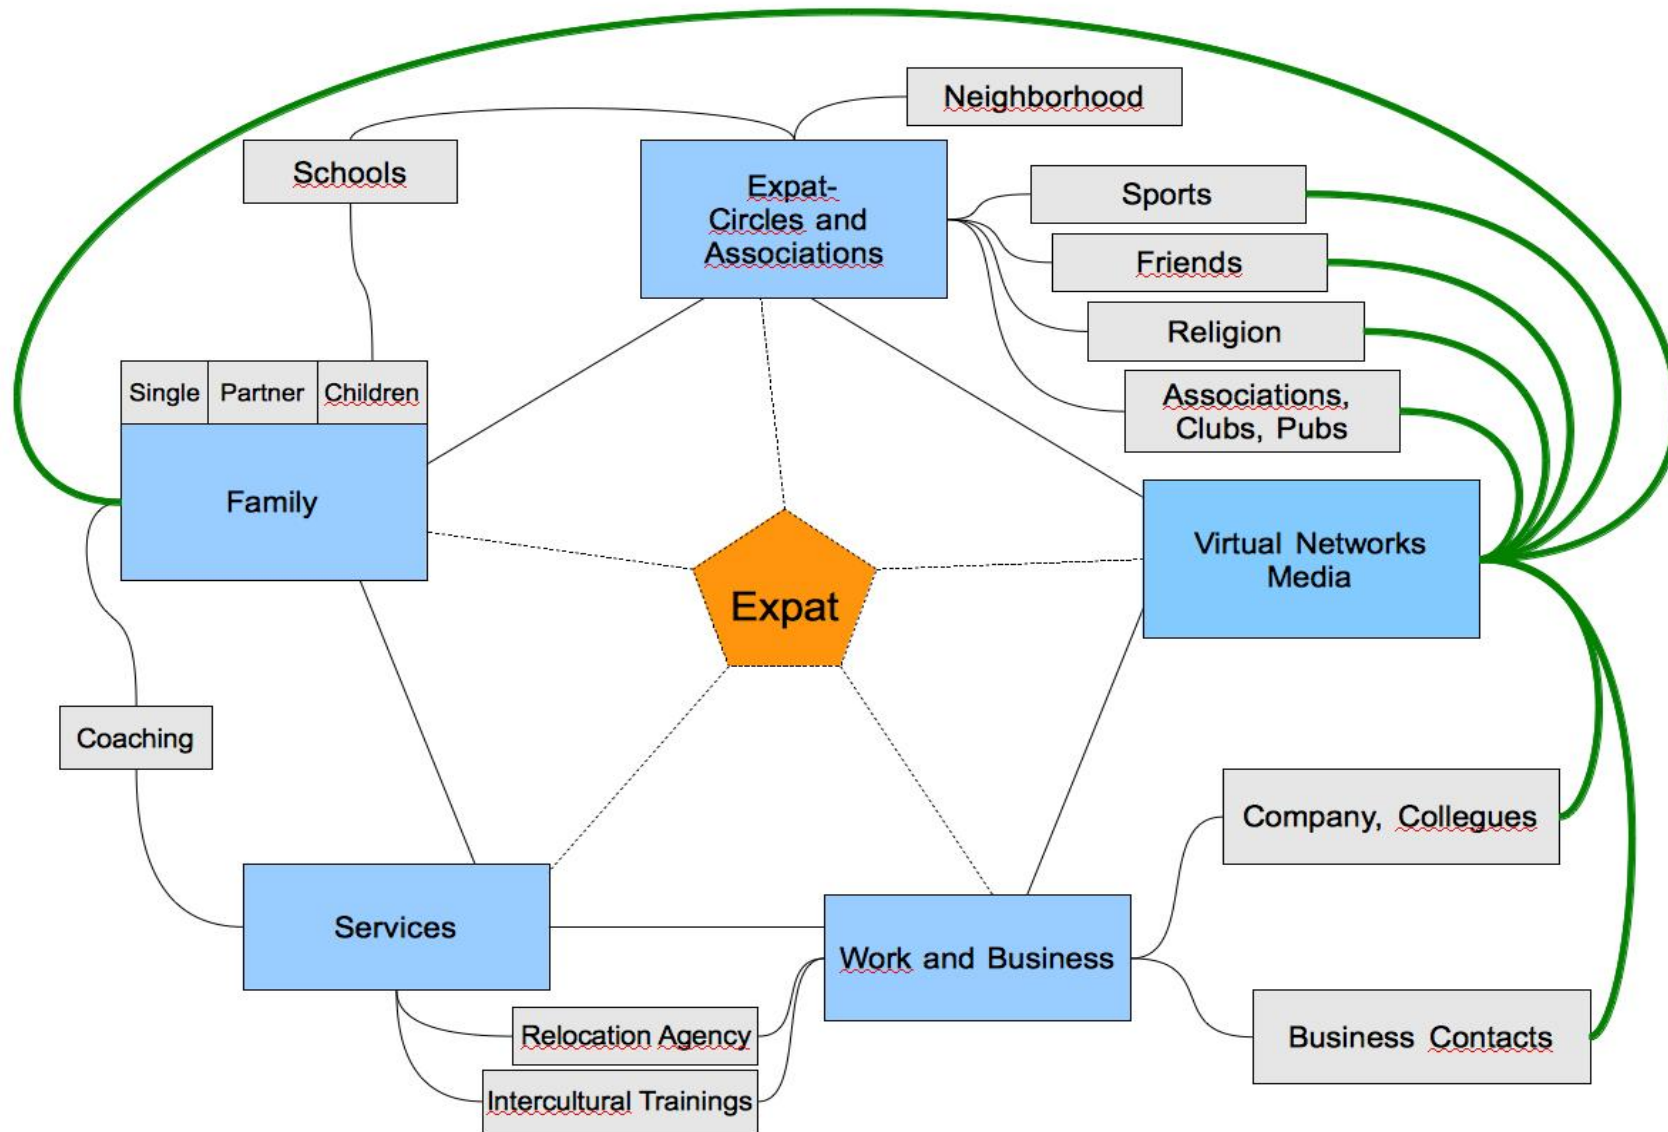 Neighborhood
Schools
Expat-
Circles and
Associations
Sports
Friends
Religion
Associations,
Clubs, Pubs
Single
Partner
Children
Family
Virtual Networks
Media
Expat
Coaching
Company, Collegues
Services
Work and Business
Relocation Agency
Business Contacts
Intercultural Trainings